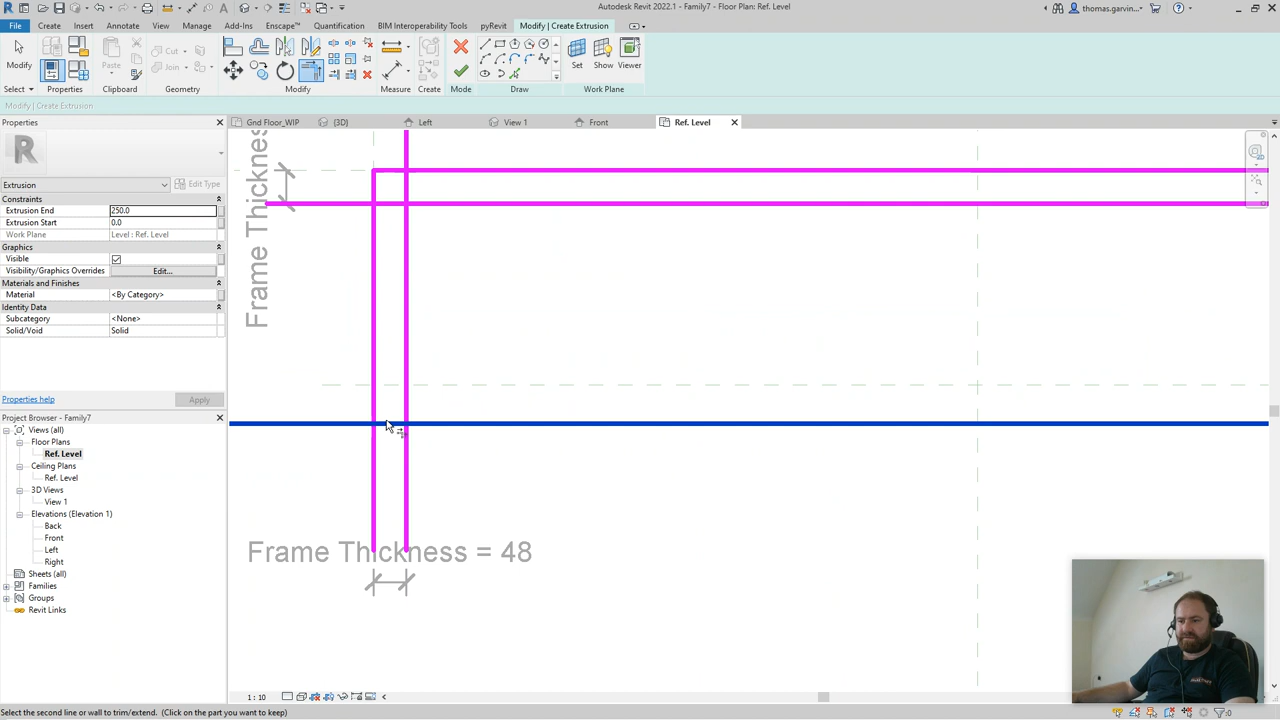 Autodesk Revit 2022.1 - Family7 - Floor Plan: Ref. Level
thomas.garvin...
File Create Insert Annotate View Manage Add-Ins Enscape™ Quantification BIM Interoperability Tools pyRevit Modify | Create Extrusion
Modify Paste Cut Join Create Set Show Viewer
Select Properties Clipboard Geometry Modify Measure Create Mode Draw Work Plane
Modify | Create Extrusion
Properties
Gnd Floor_WIP {3D} Left View 1 Front Ref. Level
Extrusion Edit Type
Constraints
Extrusion End 250.0
Extrusion Start 0.0
Work Plane Level : Ref. Level
Graphics
Visible
Visibility/Graphics Overrides Edit...
Materials and Finishes
Material <By Category>
Identity Data
Subcategory <None>
Solid/Void Solid
Properties help Apply
Frame Thicknes
Project Browser - Family7
Views (all)
Floor Plans
Ref. Level
Ceiling Plans
Ref. Level
3D Views
View 1
Elevations (Elevation 1)
Back
Front
Left
Right
Sheets (all)
Families
Groups
Revit Links
Frame Thickness = 48
1 : 10
Select the second line or wall to trim/extend. (Click on the part you want to keep)
:0